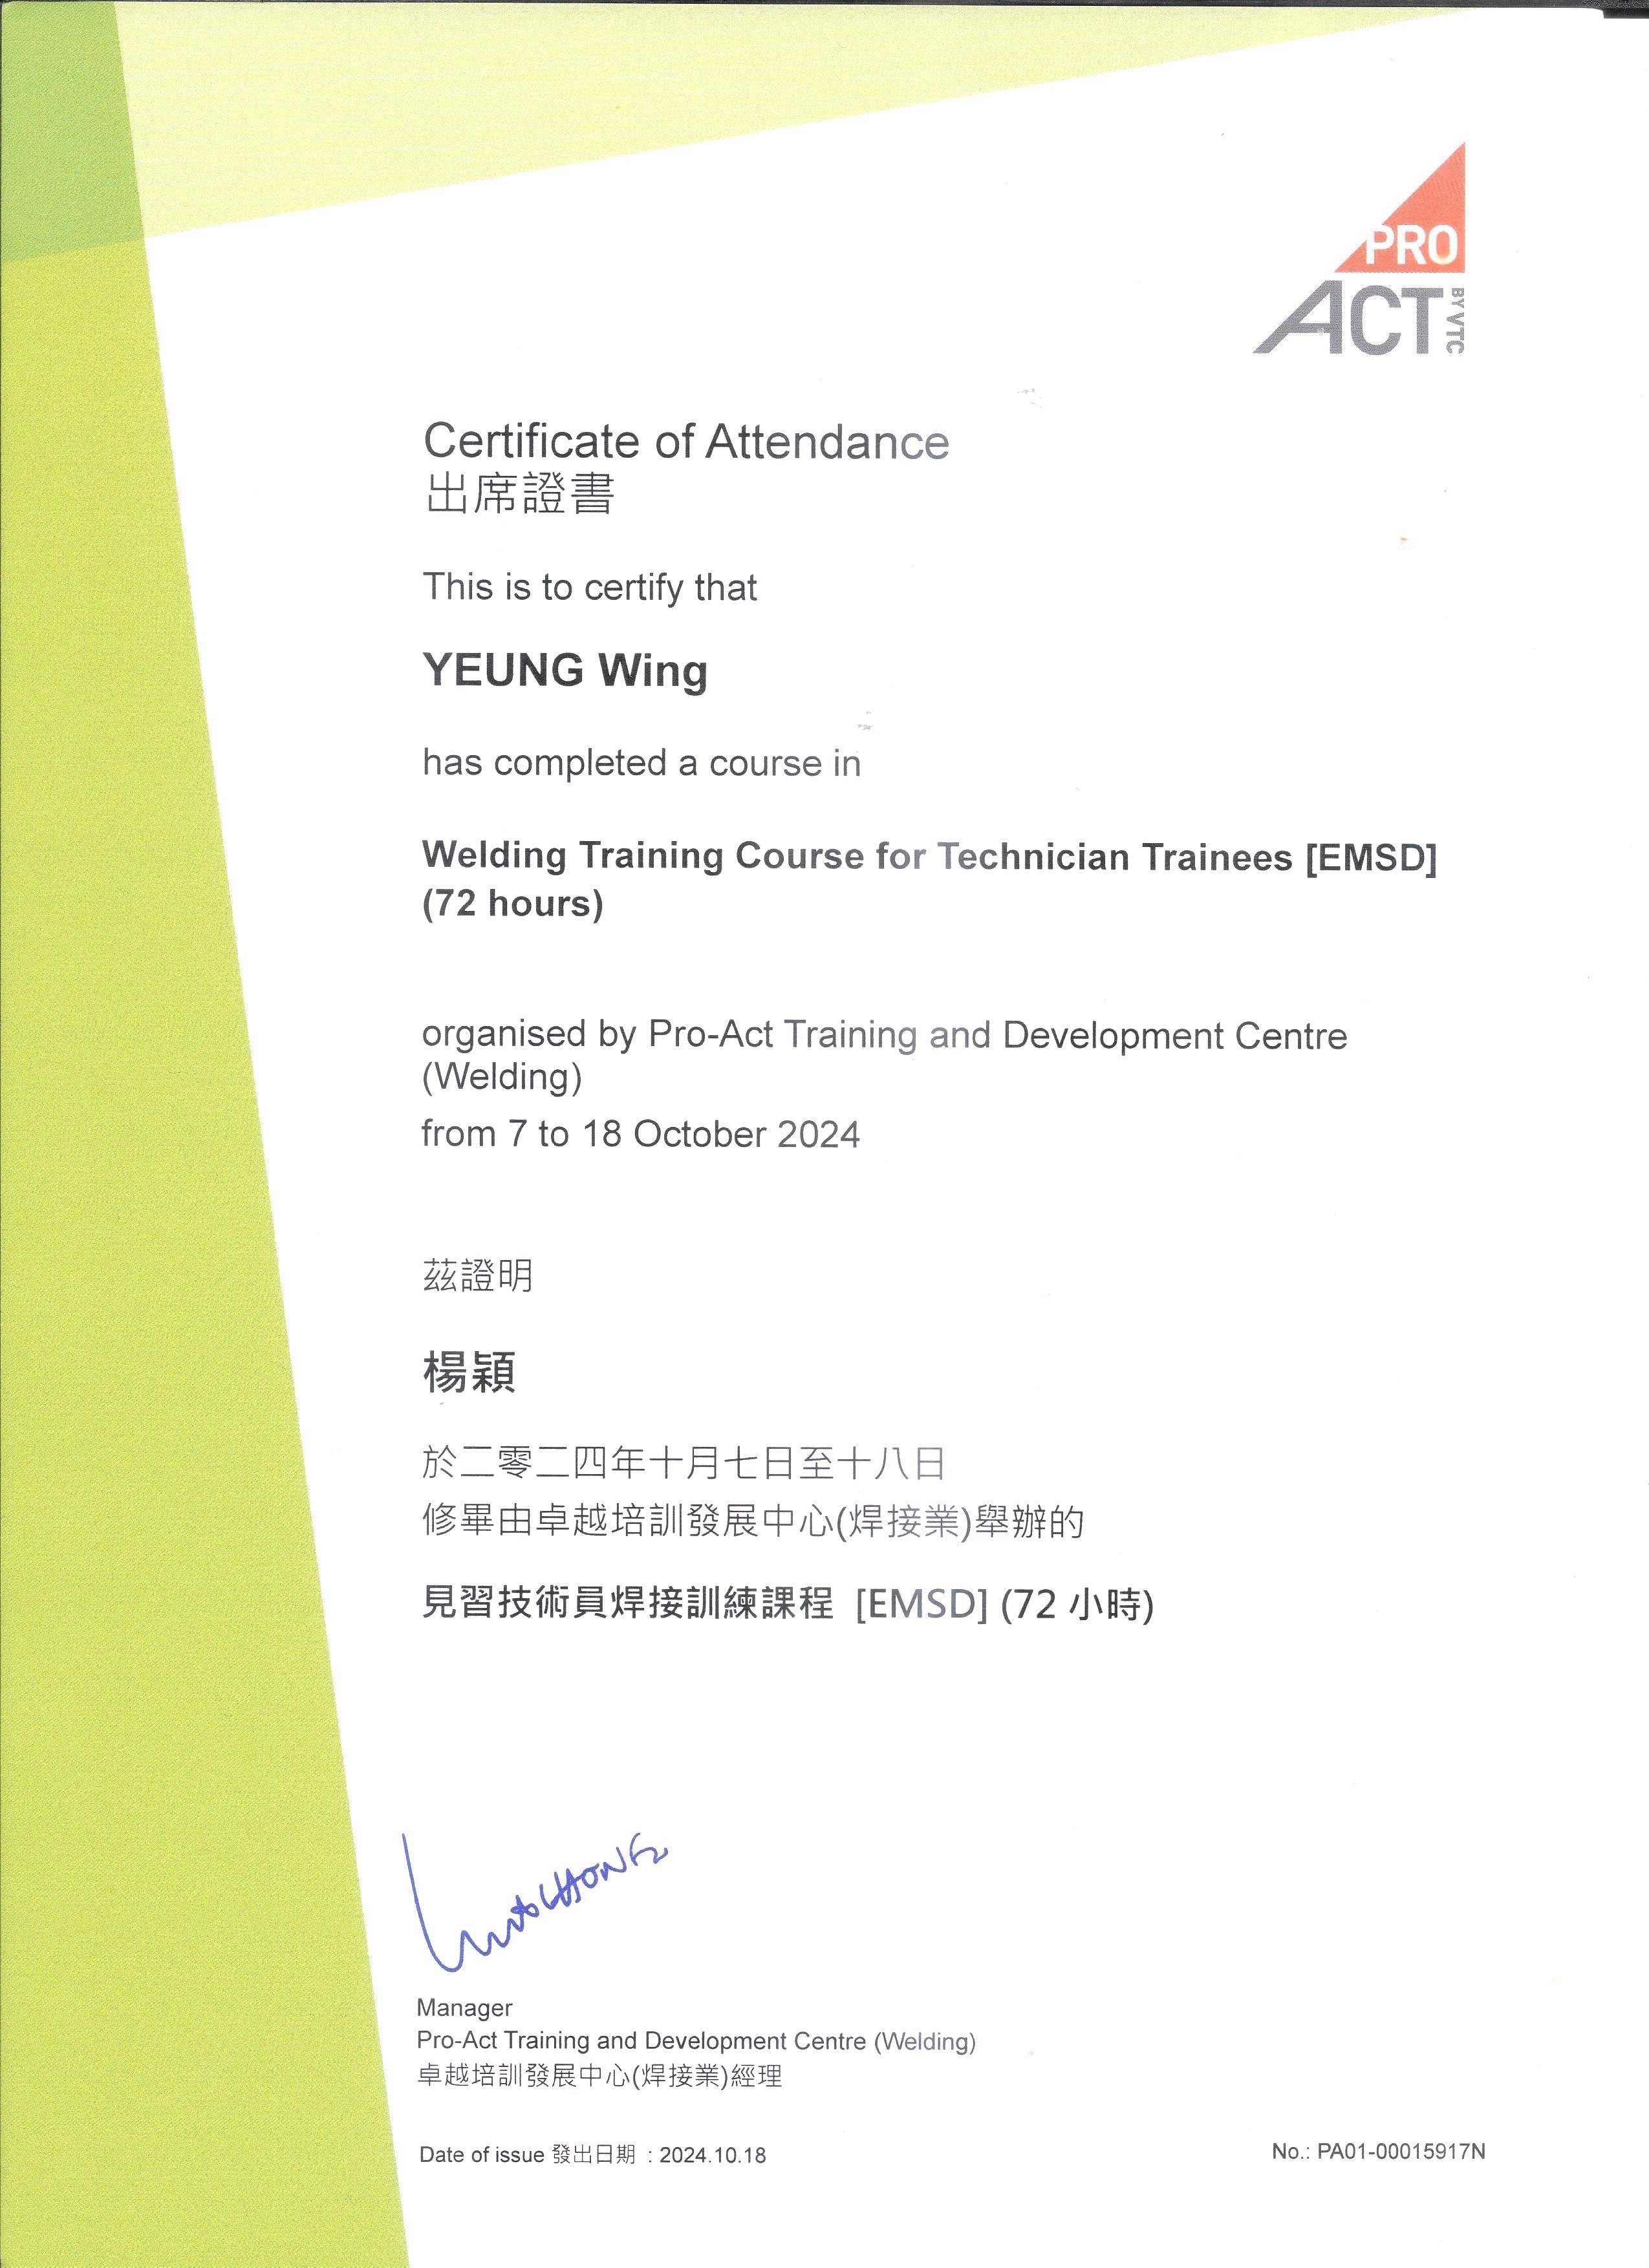 PRO
ACT
BY VTC
Certificate of Attendance
出席證書
This is to certify that
YEUNG Wing
has completed a course in
Welding Training Course for Technician Trainees [EMSD]
(72 hours)
organised by Pro-Act Training and Development Centre
(Welding)
from 7 to 18 October 2024
茲證明
楊穎
於二零二四年十月七日至十八日
修畢由卓越培訓發展中心(焊接業)舉辦的
見習技術員焊接訓練課程 [EMSD] (72 小時)
Manager
Pro-Act Training and Development Centre (Welding)
卓越培訓發展中心(焊接業)經理
Date of issue 發出日期 : 2024.10.18
No.: PA01-00015917N